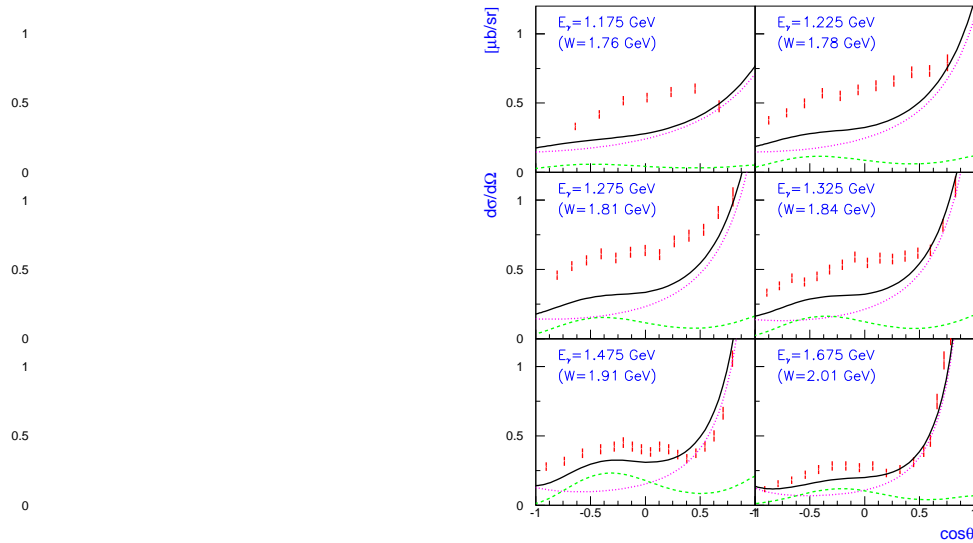 [μb/sr]
dσ/dΩ
1
0.5
0
1
0.5
0
1
0.5
0
E_γ=1.175 GeV
(W=1.76 GeV)
E_γ=1.225 GeV
(W=1.78 GeV)
1
0.5
0
E_γ=1.275 GeV
(W=1.81 GeV)
E_γ=1.325 GeV
(W=1.84 GeV)
1
0.5
0
E_γ=1.475 GeV
(W=1.91 GeV)
E_γ=1.675 GeV
(W=2.01 GeV)
1
0.5
0
-1 -0.5 0 0.5 -1 -0.5 0 0.5 1
cosθ